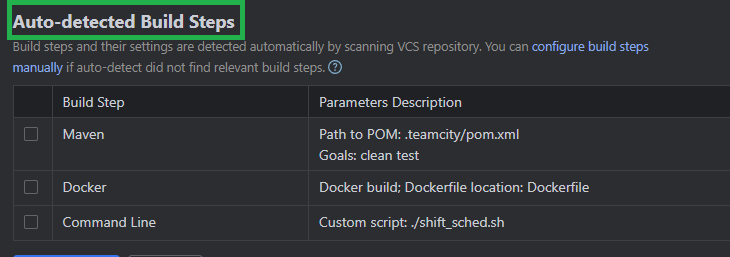 Auto-detected Build Steps
Build steps and their settings are detected automatically by scanning VCS repository. You can configure build steps
manually if auto-detect did not find relevant build steps. ?
Build Step Parameters Description
Maven Path to POM: .teamcity/pom.xml
Goals: clean test
Docker Docker build; Dockerfile location: Dockerfile
Command Line Custom script: ./shift_sched.sh